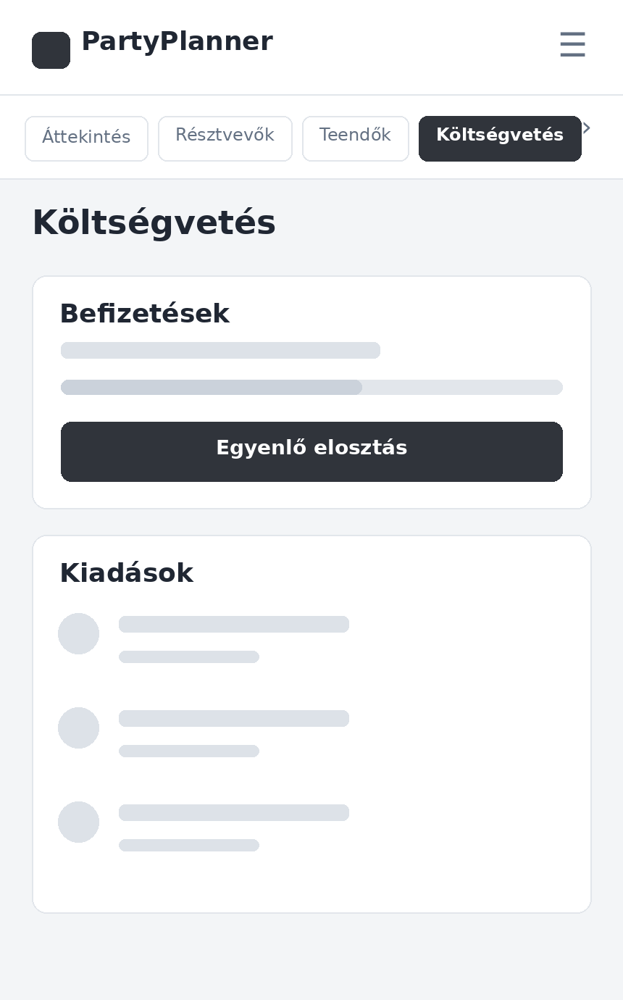 PartyPlanner
Áttekintés Résztvevők Teendők Költségvetés ›
Költségvetés
Befizetések
Egyenlő elosztás
Kiadások